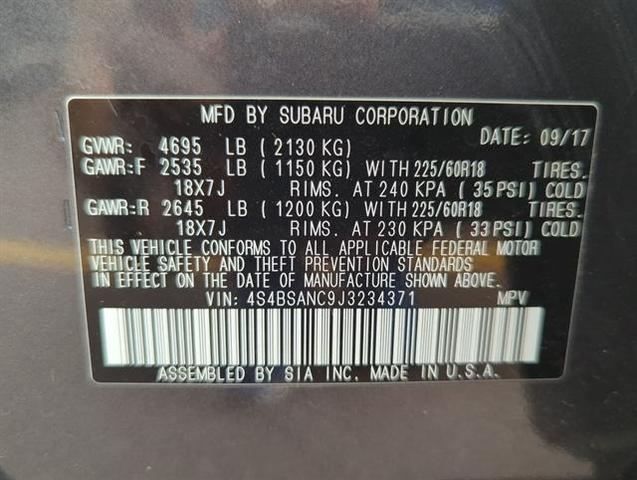 MFD BY SUBARU CORPORATION
DATE: 09/17
GVWR: 4695 LB ( 2130 KG)
GAWR:F 2535 LB ( 1150 KG) WITH 225/60R18 TIRES.
18X7J RIMS. AT 240 KPA ( 35 PSI) COLD
GAWR:R 2645 LB ( 1200 KG) WITH 225/60R18 TIRES.
18X7J RIMS. AT 230 KPA ( 33 PSI) COLD
THIS VEHICLE CONFORMS TO ALL APPLICABLE FEDERAL MOTOR
VEHICLE SAFETY AND THEFT PREVENTION STANDARDS
IN EFFECT ON THE DATE OF MANUFACTURE SHOWN ABOVE.
VIN: 4S4BSANC9J3234371 MPV
ASSEMBLED BY SIA INC. MADE IN U.S.A.